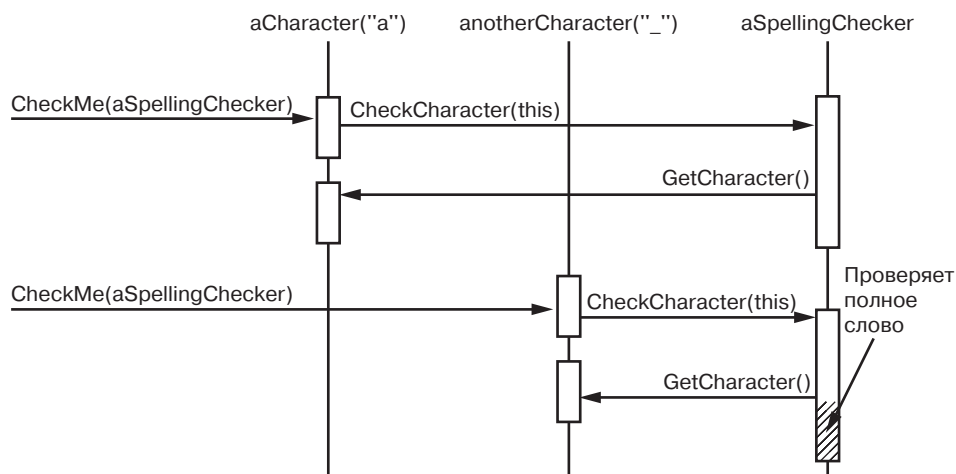 aCharacter("a")
anotherCharacter("_")
aSpellingChecker
CheckMe(aSpellingChecker)
CheckCharacter(this)
GetCharacter()
CheckMe(aSpellingChecker)
CheckCharacter(this)
Проверяет
полное
слово
GetCharacter()